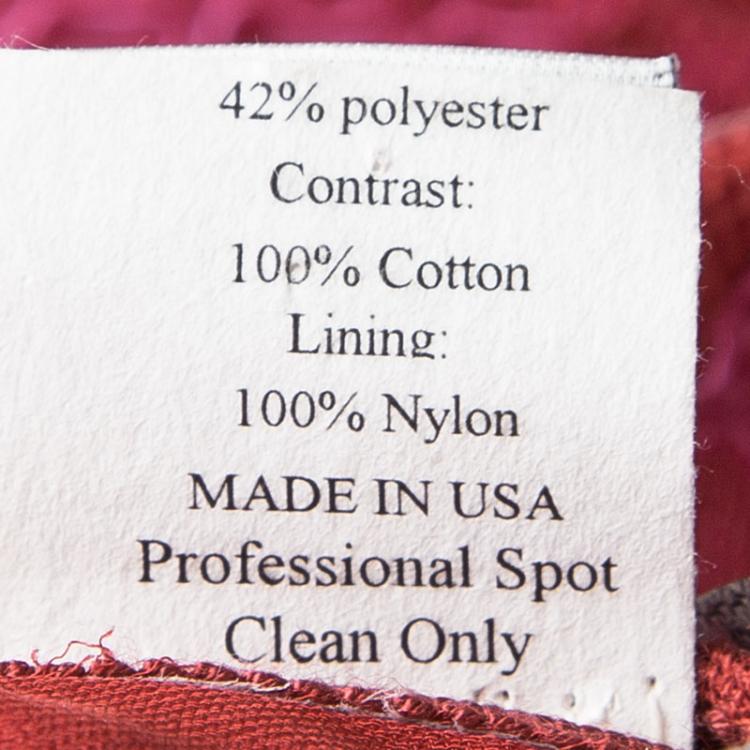 42% polyester
Contrast:
100% Cotton
Lining:
100% Nylon
MADE IN USA
Professional Spot
Clean Only